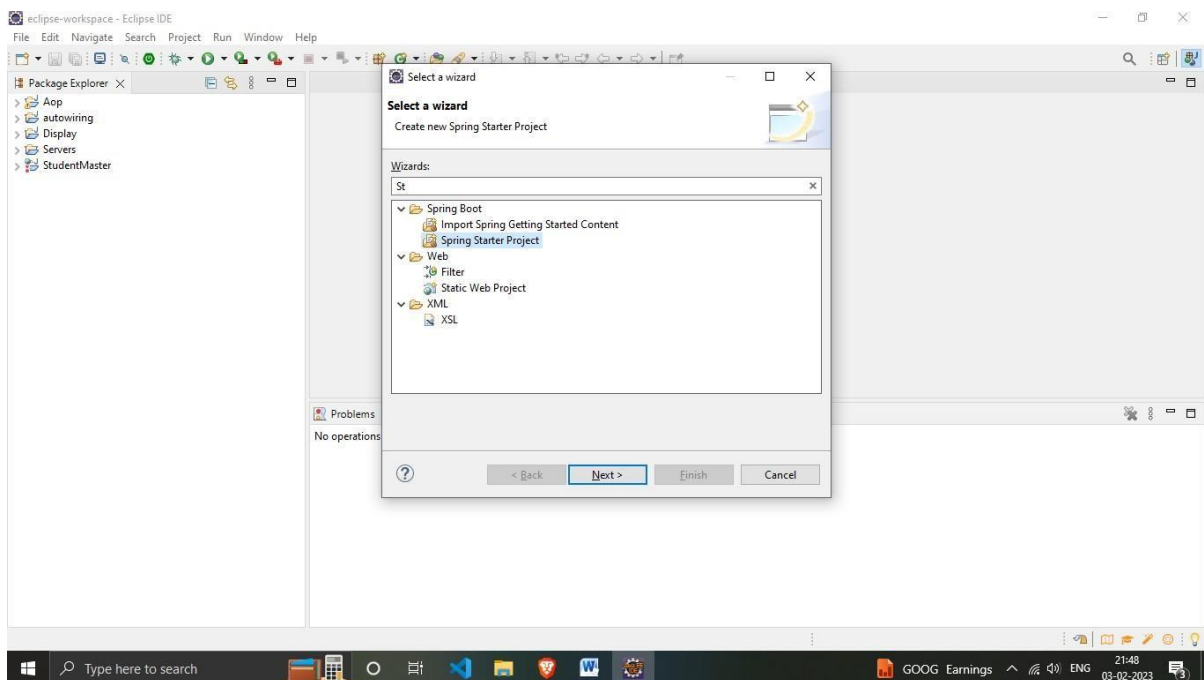 eclipse-workspace - Eclipse IDE
File Edit Navigate Search Project Run Window Help
Package Explorer
Aop
autowiring
Display
Servers
StudentMaster
Select a wizard
Select a wizard
Create new Spring Starter Project
Wizards:
St
Spring Boot
Import Spring Getting Started Content
Spring Starter Project
Web
Filter
Static Web Project
XML
XSL
< Back Next > Finish Cancel
Problems
No operations
Type here to search
GOOG Earnings
ENG
21:48
03-02-2023
3